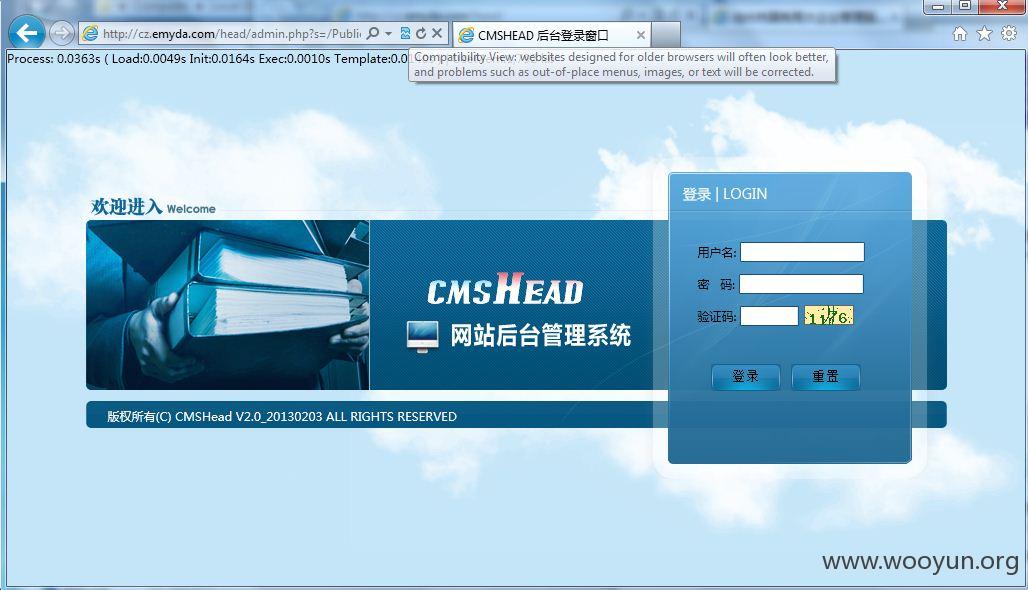 http://cz.emyda.com/head/admin.php?s=/Publi
CMSHEAD 后台登录窗口
Process: 0.0363s ( Load:0.0049s Init:0.0164s Exec:0.0010s Template:0.0
Compatibility View: websites designed for older browsers will often look better,
and problems such as out-of-place menus, images, or text will be corrected.
欢迎进入 Welcome
登录 | LOGIN
用户名:
密 码:
验证码:
1176
登录 重置
CMSHEAD
网站后台管理系统
版权所有(C) CMSHead V2.0_20130203 ALL RIGHTS RESERVED
www.wooyun.org